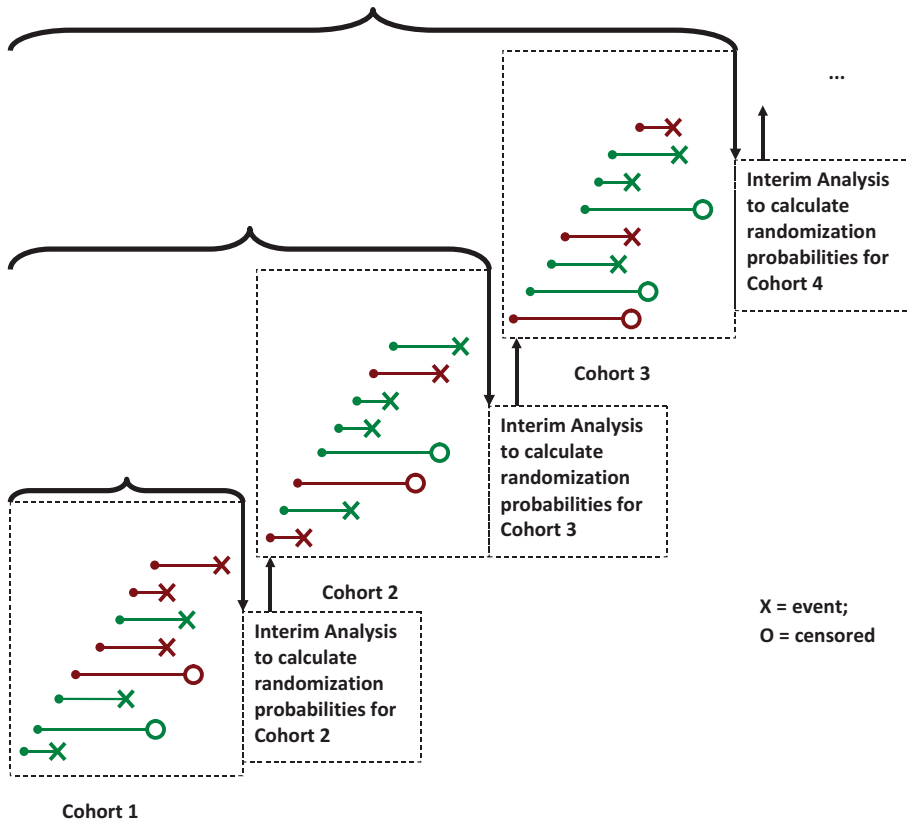 ...
Interim Analysis
to calculate
randomization
probabilities for
Cohort 4
Cohort 3
Interim Analysis
to calculate
randomization
probabilities for
Cohort 3
Cohort 2
X = event;
O = censored
Interim Analysis
to calculate
randomization
probabilities for
Cohort 2
Cohort 1